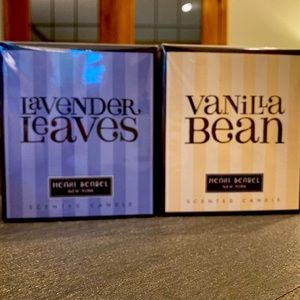 Lavender
Leaves
HENRI BENDEL
NEW YORK
SCENTED CANDLE
Vanilla
Bean
HENRI BENDEL
NEW YORK
SCENTED CANDLE